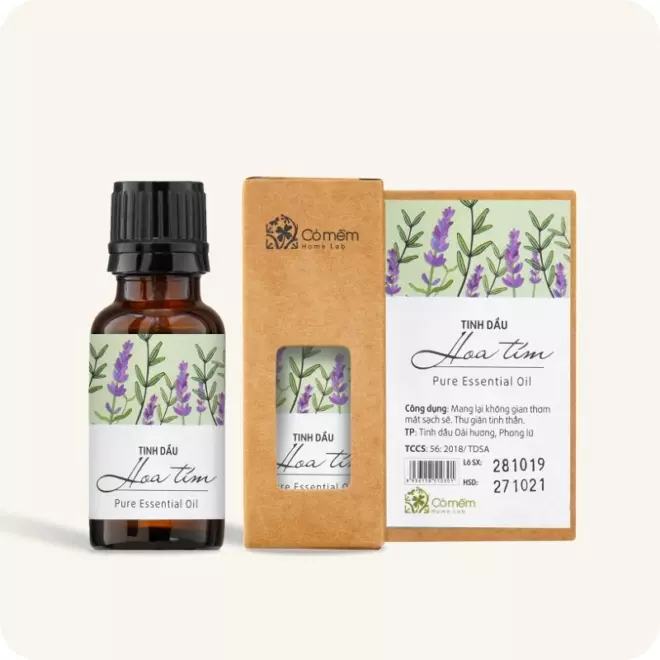 TINH DẦU
Hoa tím
Pure Essential Oil
Cỏ mềm
Home Lab
TINH DẦU
Hoa tím
Pure Essential Oil
TINH DẦU
Hoa tím
Pure Essential Oil
Công dụng: Mang lại không gian thơm
mát sạch sẽ. Thư giãn tinh thần.
TP: Tinh dầu Oải hương, Phong lữ
TCCS: 56: 2018/ TDSA
Lô SX: 281019
HSD: 271021
Cỏ mềm
Home Lab